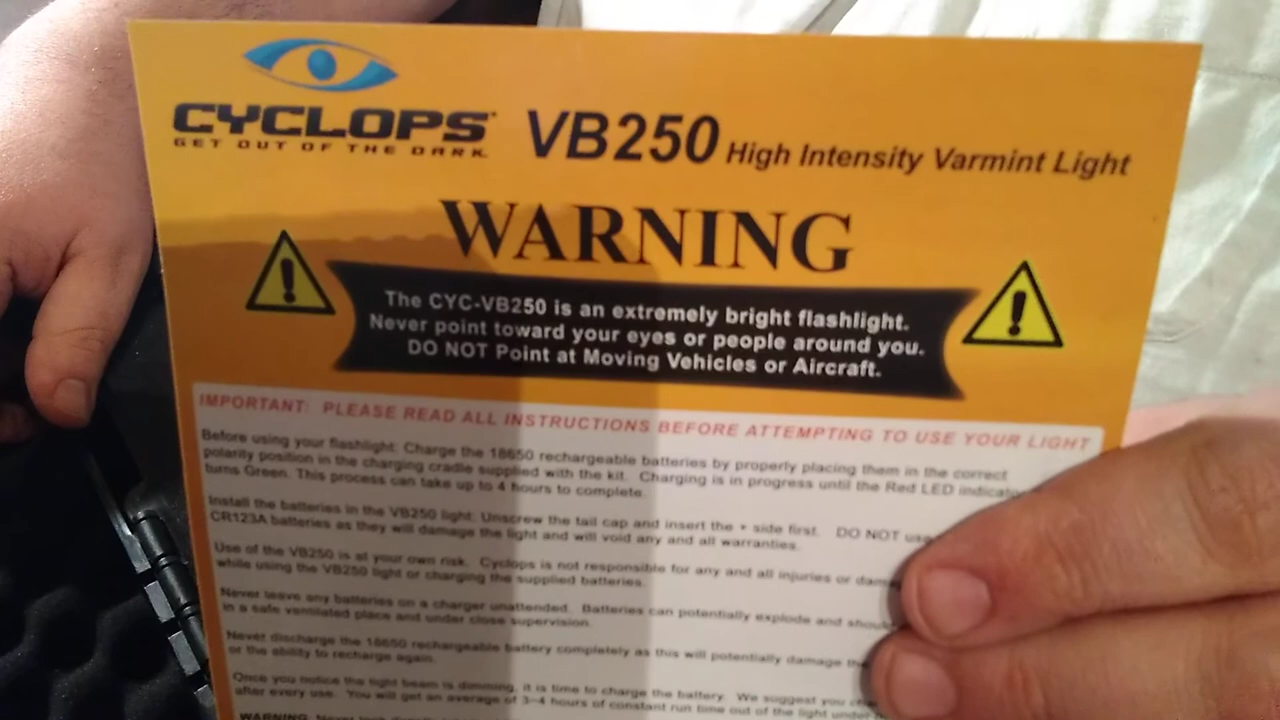 CYCLOPS
GET OUT OF THE DARK
VB250 High Intensity Varmint Light
WARNING
The CYC-VB250 is an extremely bright flashlight.
Never point toward your eyes or people around you.
DO NOT Point at Moving Vehicles or Aircraft.
IMPORTANT: PLEASE READ ALL INSTRUCTIONS BEFORE ATTEMPTING TO USE YOUR LIGHT
Before using your flashlight: Charge the 18650 rechargeable batteries by properly placing them in the correct
polarity position in the charging cradle supplied with the kit. Charging is in progress until the Red LED
turns Green. This process can take up to 4 hours to complete.
Install the batteries in the VB250 light: Unscrew the tail cap and insert the + side first. DO NOT use
CR123A batteries as they will damage the light and will void any and all warranties.
Use of the VB250 is at your own risk. Cyclops is not responsible for any and all injuries or
while using the VB250 light or charging the supplied batteries.
Never leave any batteries on a charger unattended. Batteries can potentially explode and
in a safe ventilated place and under close supervision.
Never discharge the 18650 rechargeable battery completely as this will potentially damage
or the ability to recharge again.
Once you notice the light beam is dimming, it is time to charge the battery. We suggest you
after every use. You will get an average of 3-4 hours of constant run time out of the light under
WARNING: Never